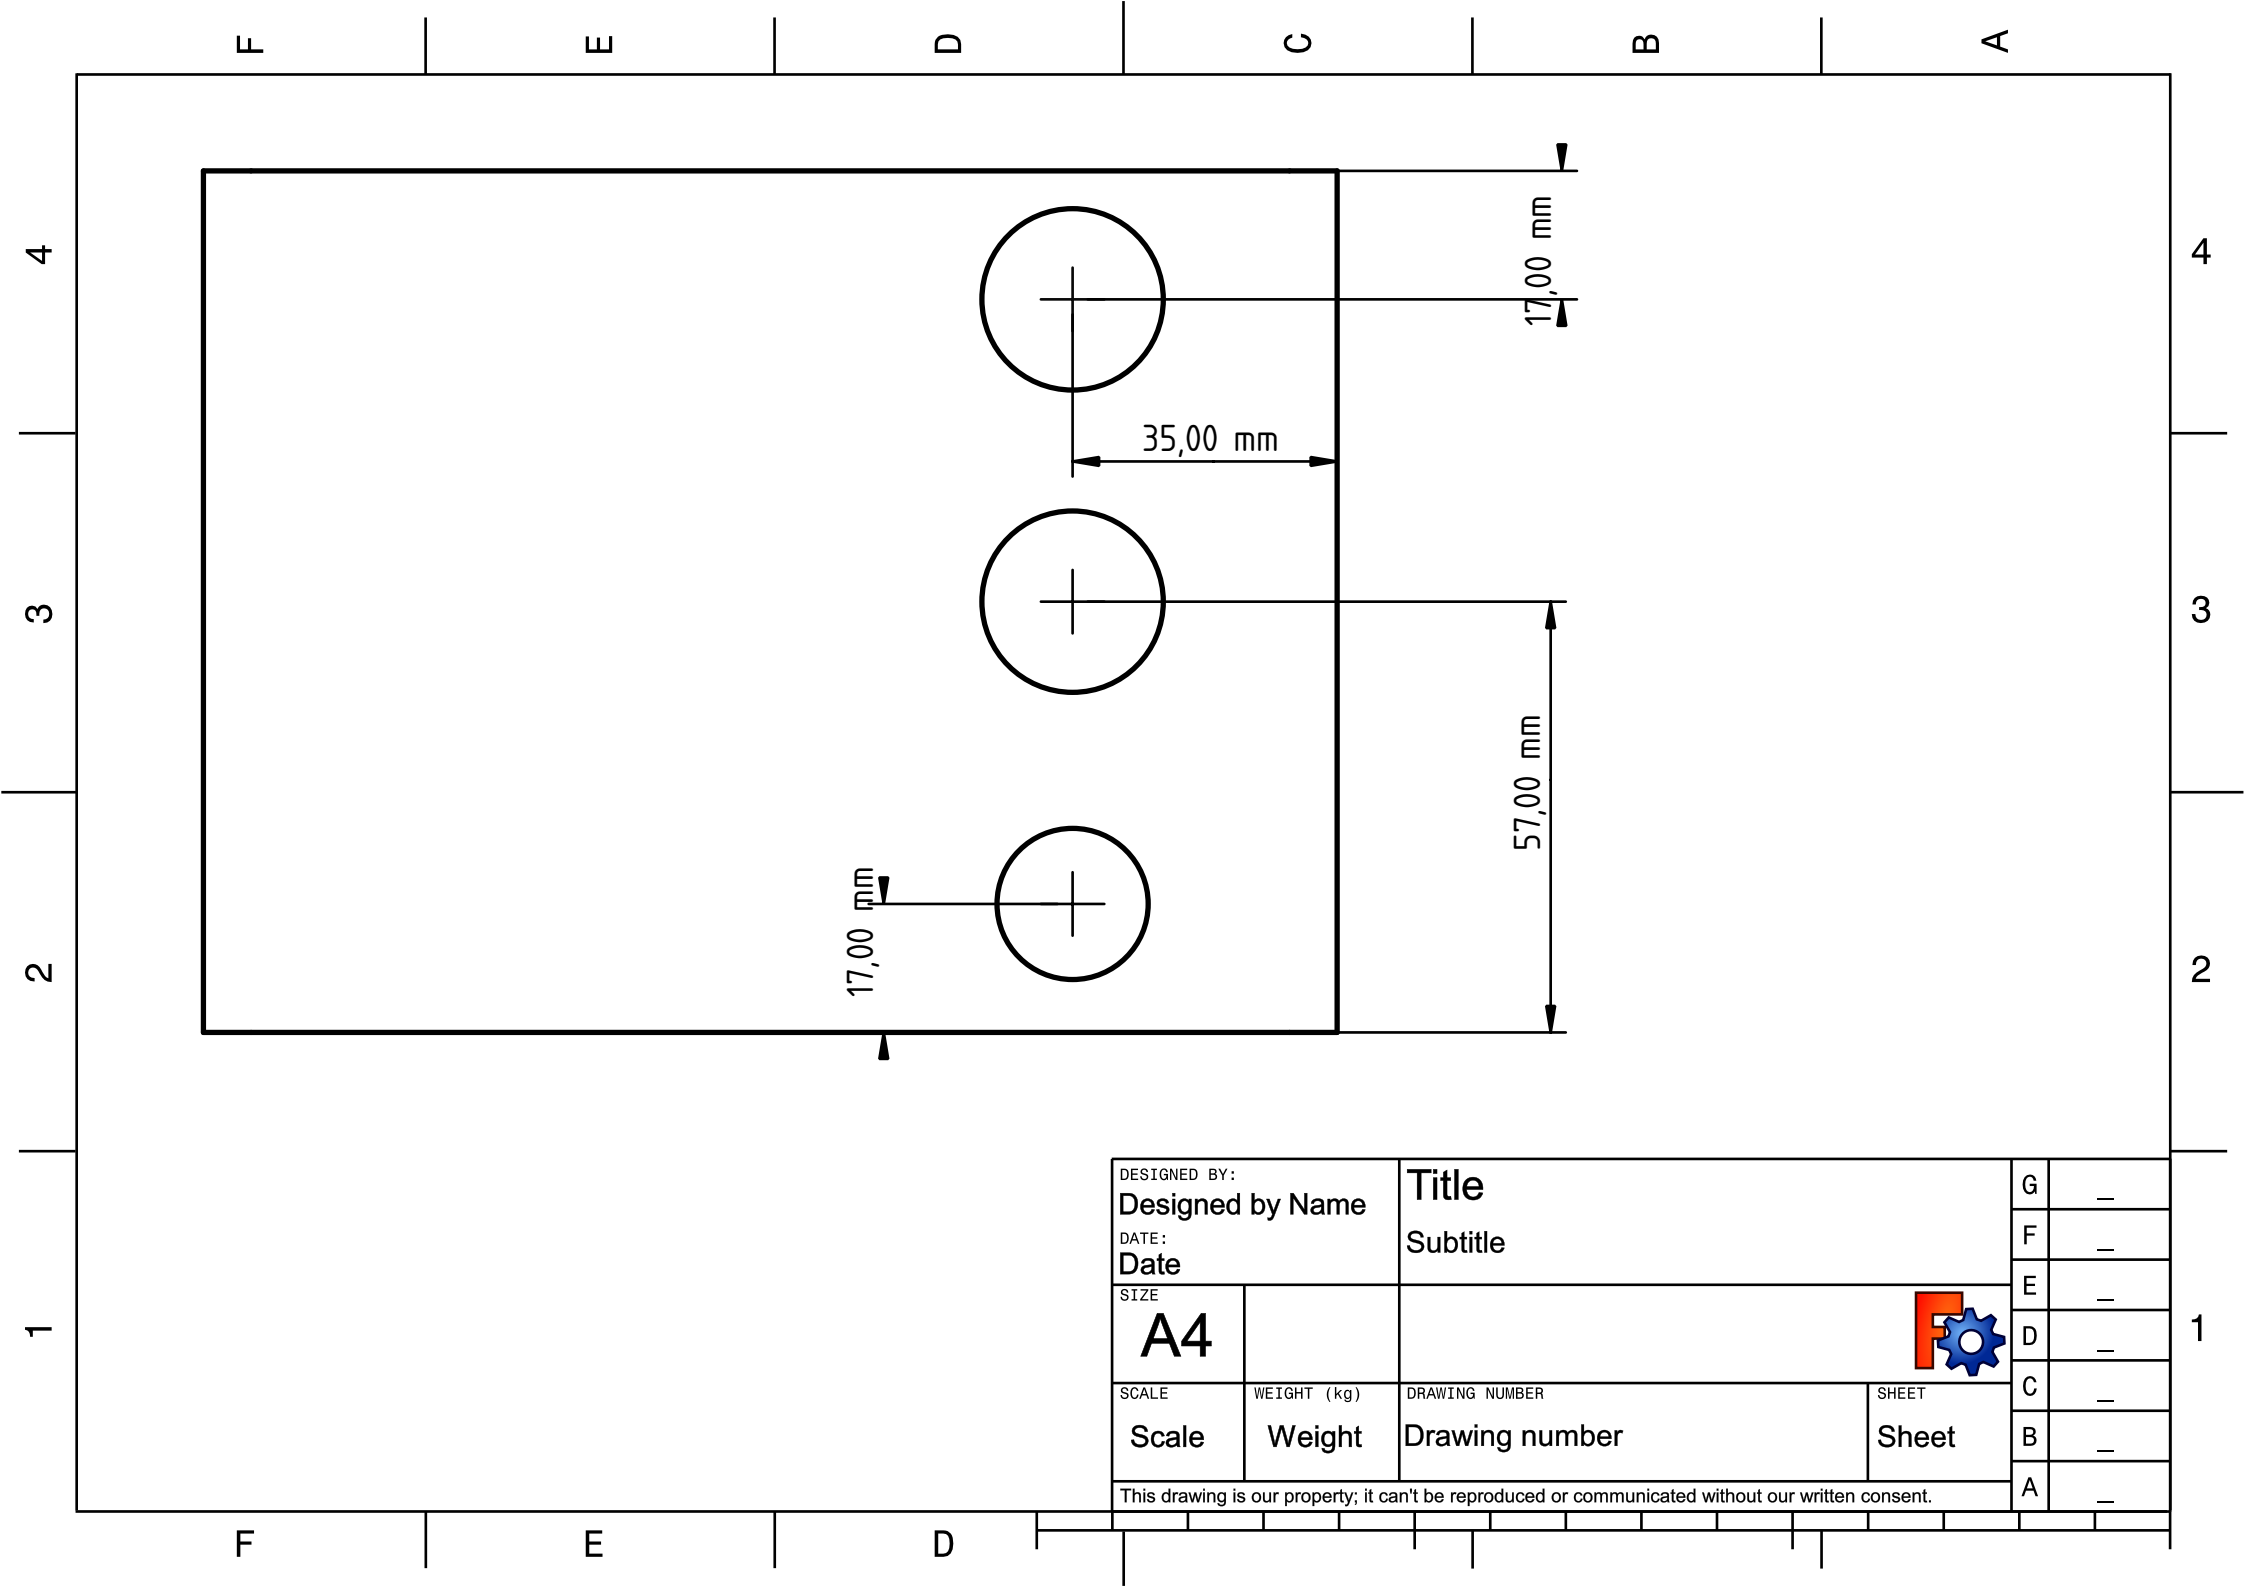 F E D C B A
4 4
17,00 mm
35,00 mm
3 3
57,00 mm
17,00 mm
2 2
1 1
DESIGNED BY:
Designed by Name
DATE:
Date
Title
Subtitle
SIZE
A4
SCALE
Scale
WEIGHT (kg)
Weight
DRAWING NUMBER
Drawing number
SHEET
Sheet
G _
F _
E _
D _
C _
B _
A _
This drawing is our property; it can't be reproduced or communicated without our written consent.
F E D